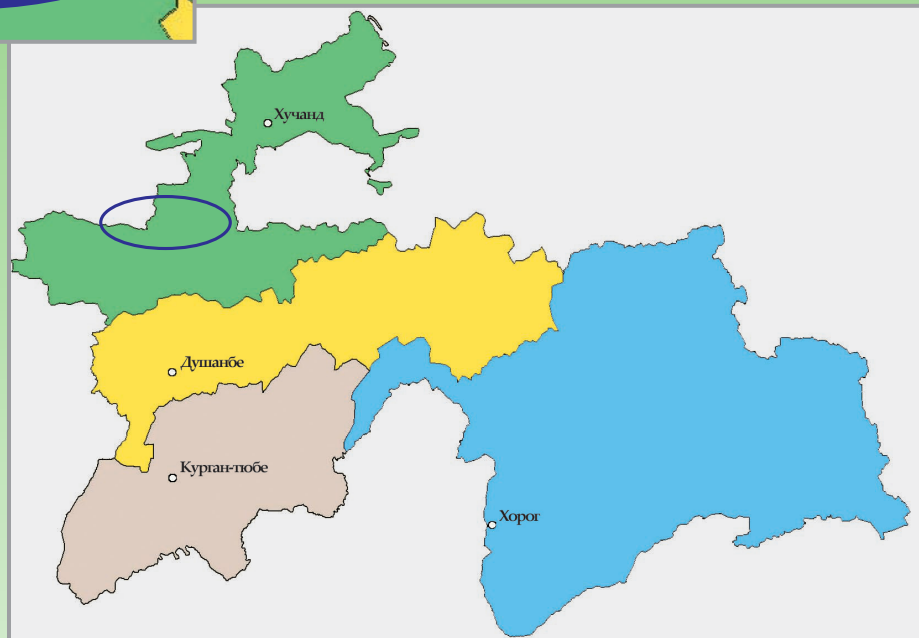 Хучанд
Душанбе
Курган-тюбе
Хорог